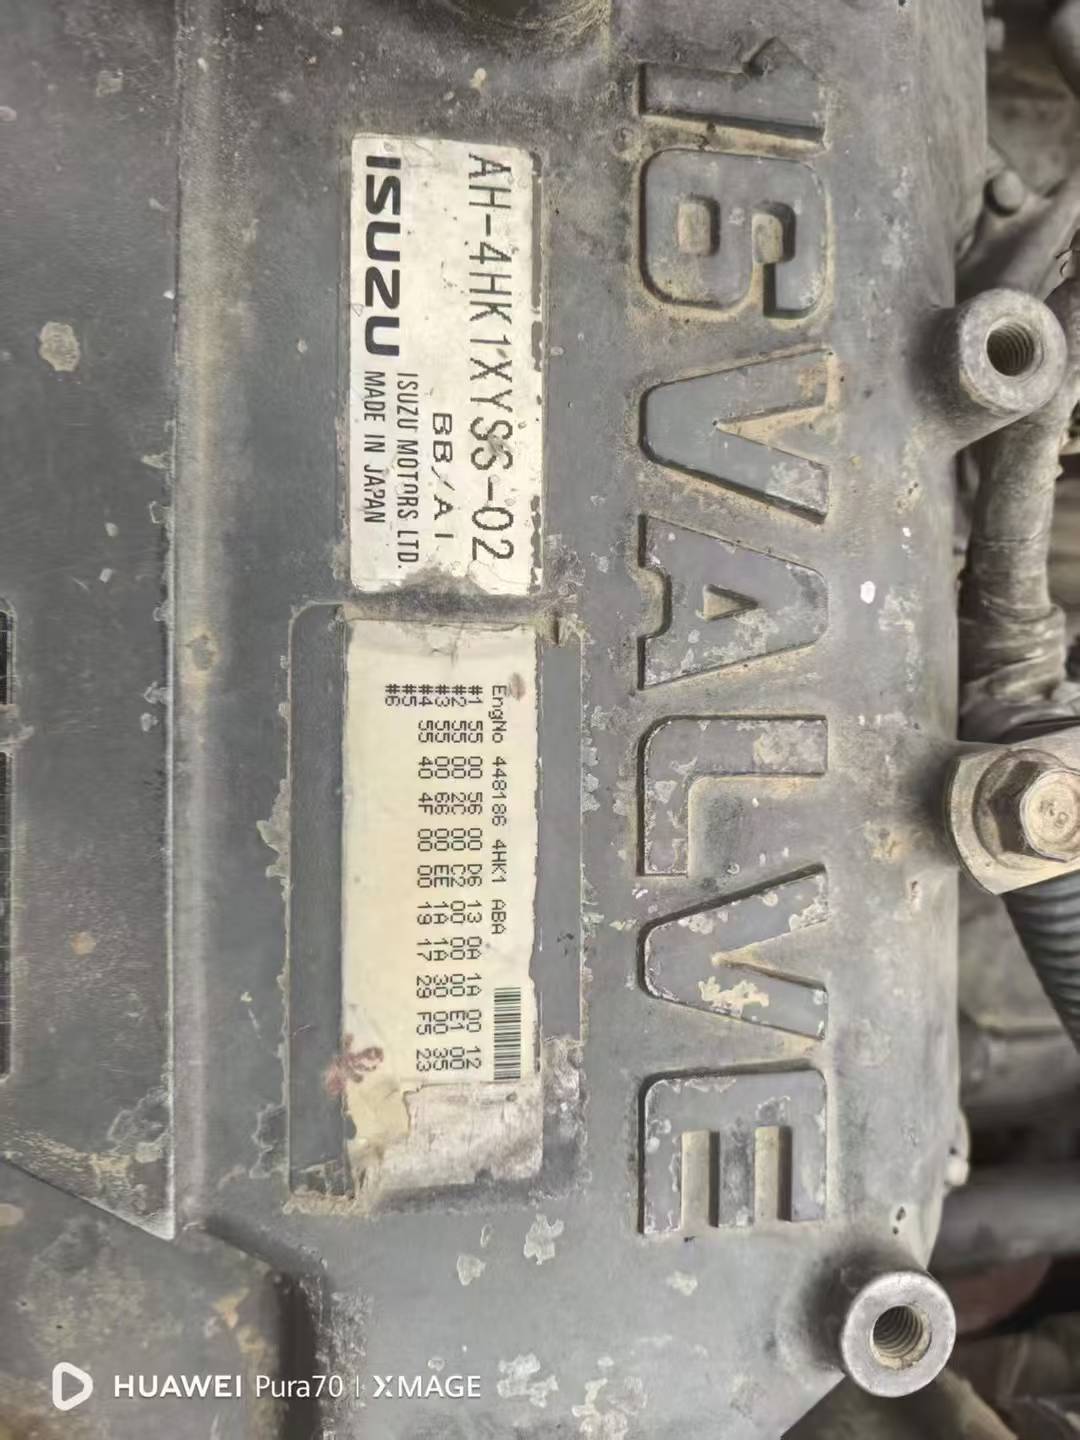 16VALVE
AH-4HK1XYSS-02
BB/A1
ISUZU
ISUZU MOTORS LTD.
MADE IN JAPAN
EngNo 448186 4HK1 ABA
#1 55 00 56 00 D6 13 0A 1A 00 12
#2 55 00 2C 00 C2 00 00 00 E1 00
#3 55 00 66 00 EE 1A 1A 30 00 35
#4 55 40 4F 00 00 19 17 29 F5 23
#5
#6
HUAWEI Pura70 | XMAGE